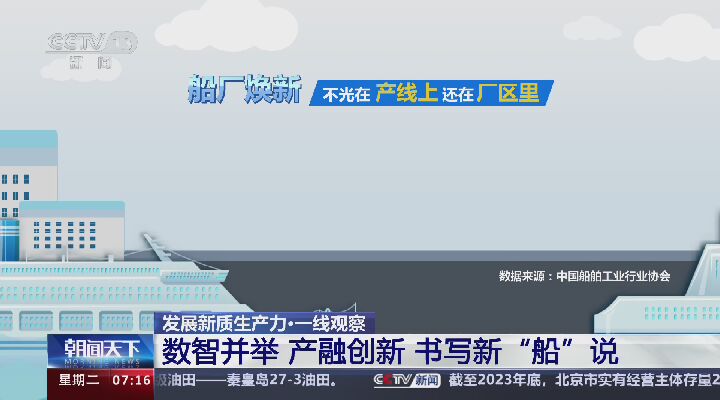 CCTV 13
新闻
船厂焕新 不光在产线上还在厂区里
数据来源：中国船舶工业行业协会
发展新质生产力·一线观察
朝闻天下
MORNING NEWS
数智并举 产融创新 书写新“船”说
星期二 07:16
油田——秦皇岛27-3油田。 CCTV新闻 截至2023年底，北京市实有经营主体存量2